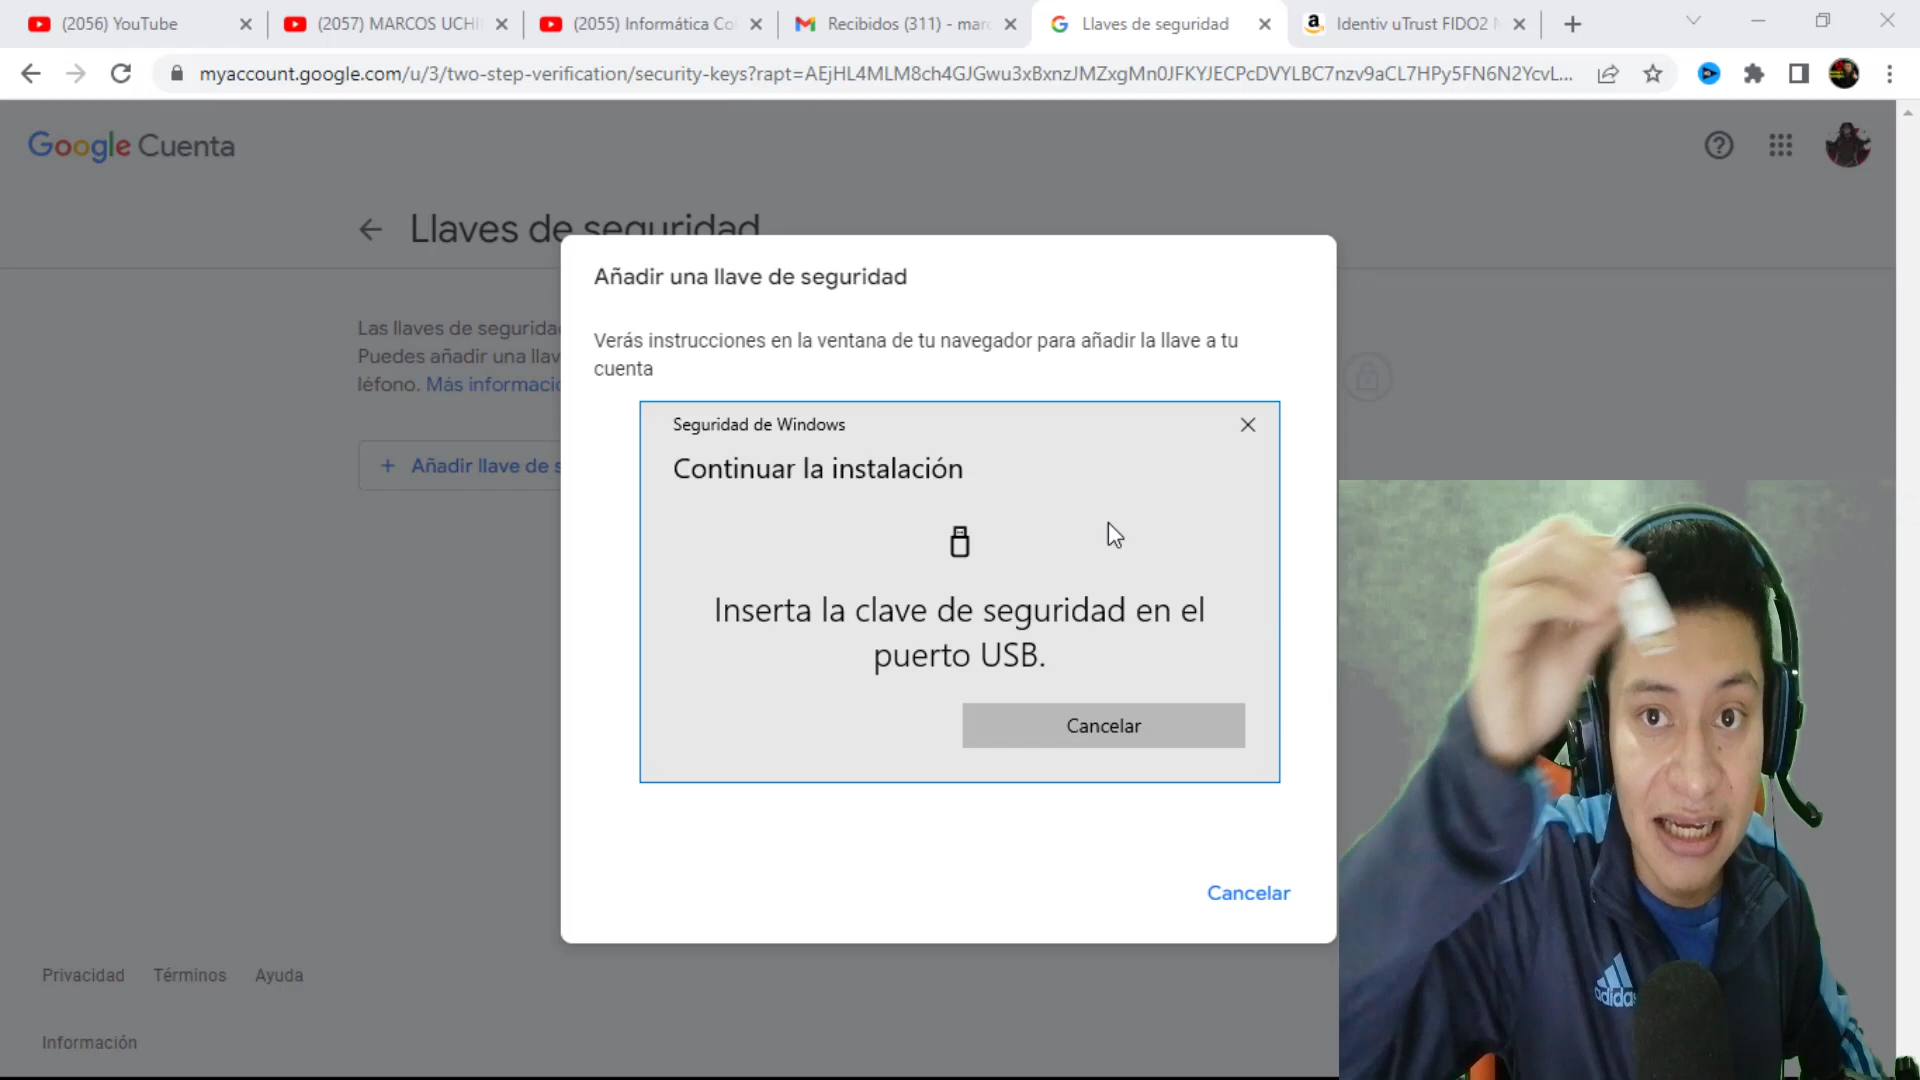 (2056) YouTube
(2057) MARCOS UCHI
(2055) Informática Co
Recibidos (311) - marc
Llaves de seguridad
Identiv uTrust FIDO2
myaccount.google.com/u/3/two-step-verification/security-keys?rapt=AEjHL4MLM8ch4GJGwu3xBxnzJMZxgMn0JFKYJECPcDVYLBC7nzv9aCL7HPy5FN6N2YcvL...
Google Cuenta
Llaves de seguridad
Las llaves de segurida
Puedes añadir una llav
léfono. Más informació
+ Añadir llave de s
Añadir una llave de seguridad
Verás instrucciones en la ventana de tu navegador para añadir la llave a tu
cuenta
Seguridad de Windows
Continuar la instalación
Inserta la clave de seguridad en el
puerto USB.
Cancelar
Cancelar
adidas
Privacidad Términos Ayuda
Información